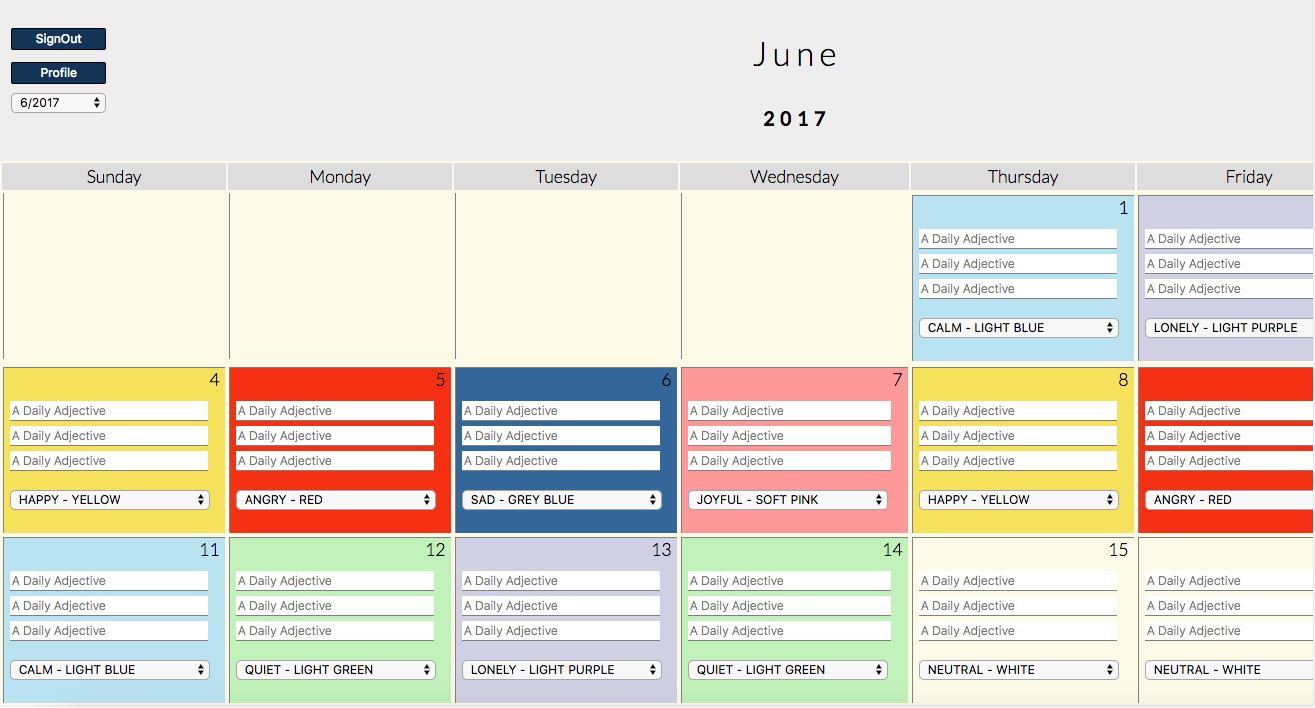 SignOut
Profile
6/2017
June
2017
Sunday Monday Tuesday Wednesday Thursday Friday
1
A Daily Adjective A Daily Adjective
A Daily Adjective A Daily Adjective
A Daily Adjective A Daily Adjective
CALM - LIGHT BLUE LONELY - LIGHT PURPLE
4 5 6 7 8
A Daily Adjective A Daily Adjective A Daily Adjective A Daily Adjective A Daily Adjective A Daily Adjective
A Daily Adjective A Daily Adjective A Daily Adjective A Daily Adjective A Daily Adjective A Daily Adjective
A Daily Adjective A Daily Adjective A Daily Adjective A Daily Adjective A Daily Adjective A Daily Adjective
HAPPY - YELLOW ANGRY - RED SAD - GREY BLUE JOYFUL - SOFT PINK HAPPY - YELLOW ANGRY - RED
11 12 13 14 15
A Daily Adjective A Daily Adjective A Daily Adjective A Daily Adjective A Daily Adjective A Daily Adjective
A Daily Adjective A Daily Adjective A Daily Adjective A Daily Adjective A Daily Adjective A Daily Adjective
A Daily Adjective A Daily Adjective A Daily Adjective A Daily Adjective A Daily Adjective A Daily Adjective
CALM - LIGHT BLUE QUIET - LIGHT GREEN LONELY - LIGHT PURPLE QUIET - LIGHT GREEN NEUTRAL - WHITE NEUTRAL - WHITE